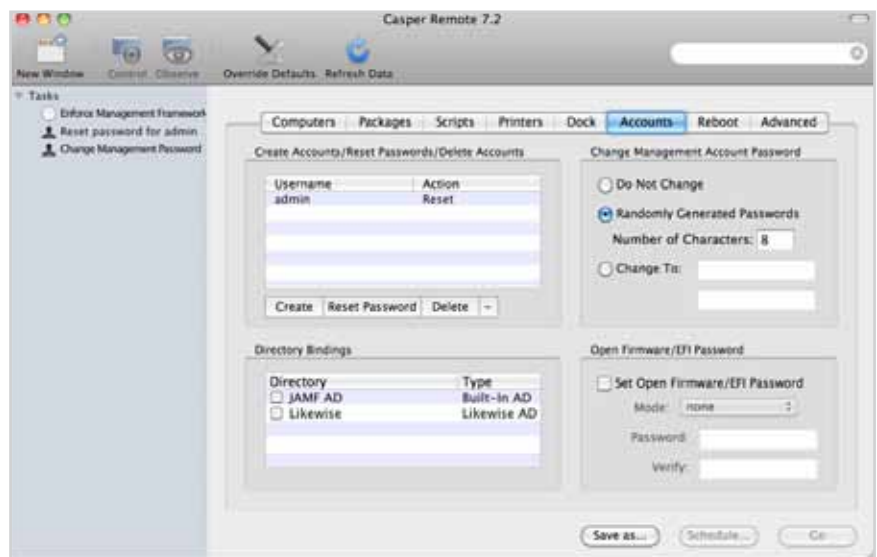 Casper Remote 7.2
New Window Control Observe Override Defaults Refresh Data
Tasks
Enforce Management Framework
Reset password for admin
Change Management Password
Computers Packages Scripts Printers Dock Accounts Reboot Advanced
Create Accounts/Reset Passwords/Delete Accounts
Username Action
admin Reset
Create Reset Password Delete -
Directory Bindings
Directory Type
JAMF AD Built-in AD
Likewise Likewise AD
Change Management Account Password
Do Not Change
Randomly Generated Passwords
Number of Characters: 8
Change To:
Open Firmware/EFI Password
Set Open Firmware/EFI Password
Mode: none
Password:
Verify:
Save as... Schedule... Go